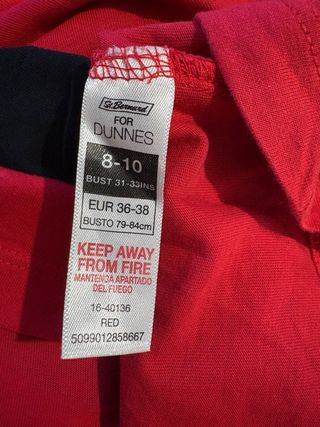 St. Bernard
FOR
DUNNES
8-10
BUST 31-33INS
EUR 36-38
BUSTO 79-84cm
KEEP AWAY
FROM FIRE
MANTENGA APARTADO
DEL FUEGO
16-40136
RED
5099012858667